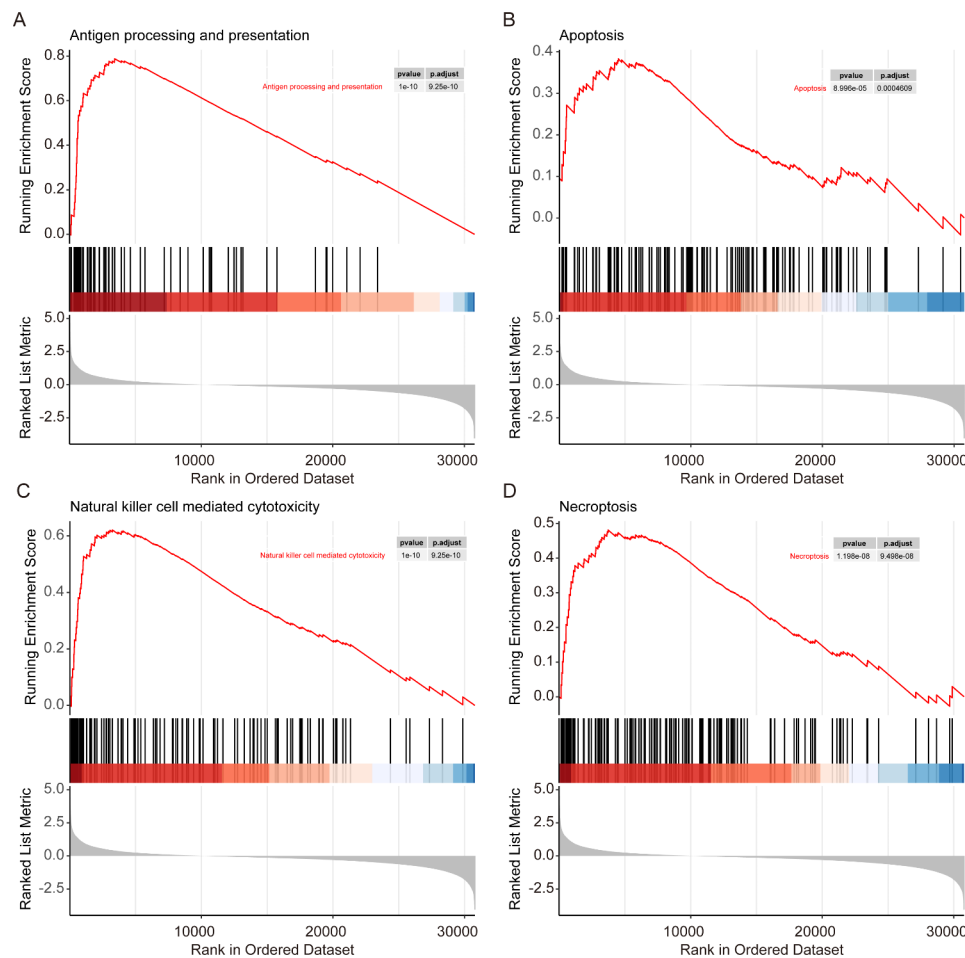 A
Antigen processing and presentation
Running Enrichment Score
0.8
0.6
0.4
0.2
0.0
pvalue p.adjust
Antigen processing and presentation 1e-10 9.25e-10
Ranked List Metric
5.0
2.5
0.0
-2.5
10000 20000 30000
Rank in Ordered Dataset
B
Apoptosis
Running Enrichment Score
0.4
0.3
0.2
0.1
0.0
pvalue p.adjust
Apoptosis 8.996e-05 0.0004609
Ranked List Metric
5.0
2.5
0.0
-2.5
10000 20000 30000
Rank in Ordered Dataset
C
Natural killer cell mediated cytotoxicity
Running Enrichment Score
0.6
0.4
0.2
0.0
pvalue p.adjust
Natural killer cell mediated cytotoxicity 1e-10 9.25e-10
Ranked List Metric
5.0
2.5
0.0
-2.5
10000 20000 30000
Rank in Ordered Dataset
D
Necroptosis
Running Enrichment Score
0.5
0.4
0.3
0.2
0.1
0.0
pvalue p.adjust
Necroptosis 1.198e-08 9.498e-08
Ranked List Metric
5.0
2.5
0.0
-2.5
10000 20000 30000
Rank in Ordered Dataset